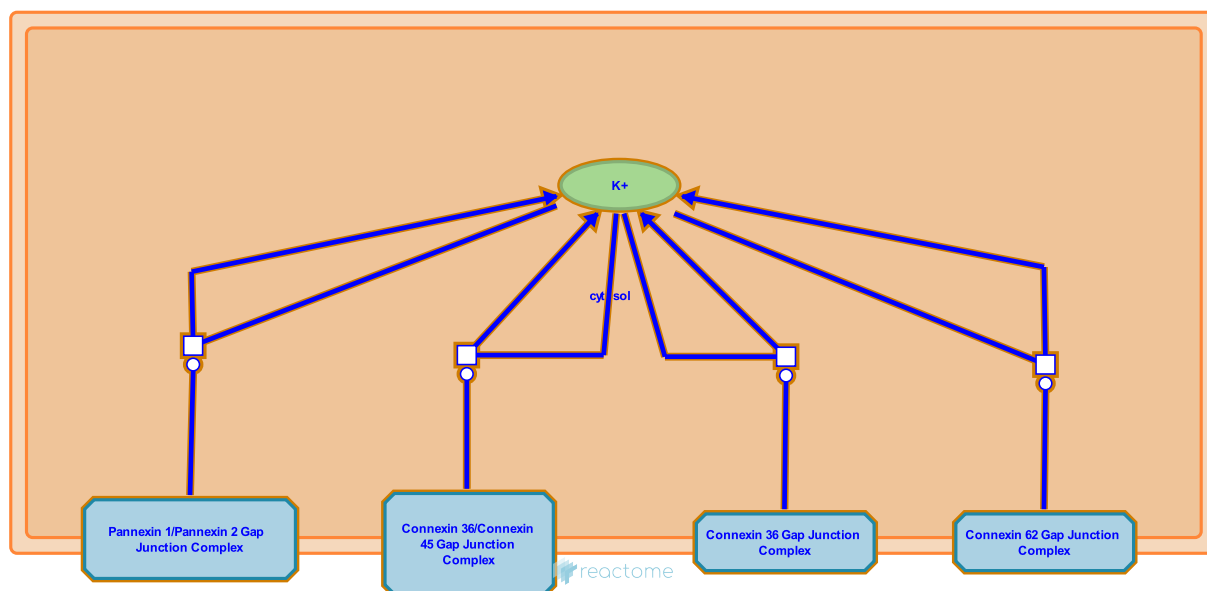 K+
cytosol
Pannexin 1/Pannexin 2 Gap
Junction Complex
Connexin 36/Connexin
45 Gap Junction
Complex
Connexin 36 Gap Junction
Complex
Connexin 62 Gap Junction
Complex
reactome